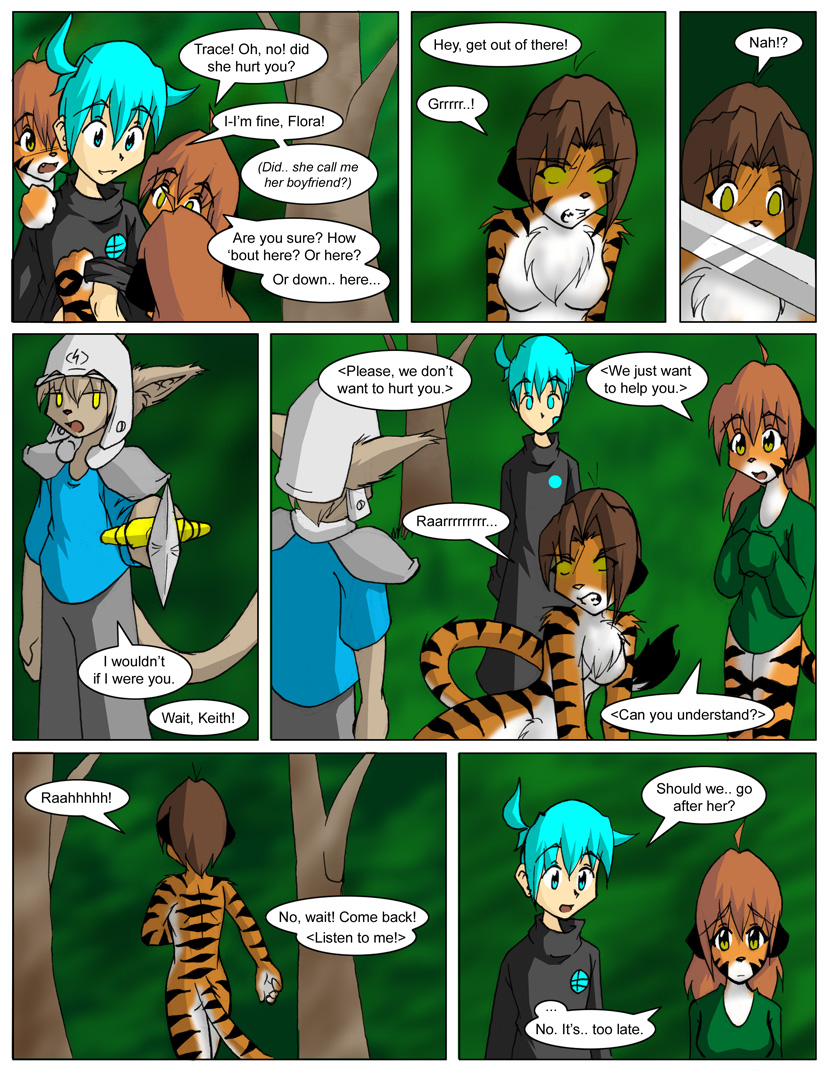 Trace! Oh, no! did
she hurt you?
I-I'm fine, Flora!
(Did.. she call me
her boyfriend?)
Are you sure? How
'bout here? Or here?
Or down.. here...
Hey, get out of there!
Grrrrr..!
Nah!?
I wouldn't
if I were you.
Wait, Keith!
<Please, we don't
want to hurt you.>
<We just want
to help you.>
Raarrrrrrrrr...
<Can you understand?>
Raahhhhh!
No, wait! Come back!
<Listen to me!>
Should we.. go
after her?
...
No. It's.. too late.